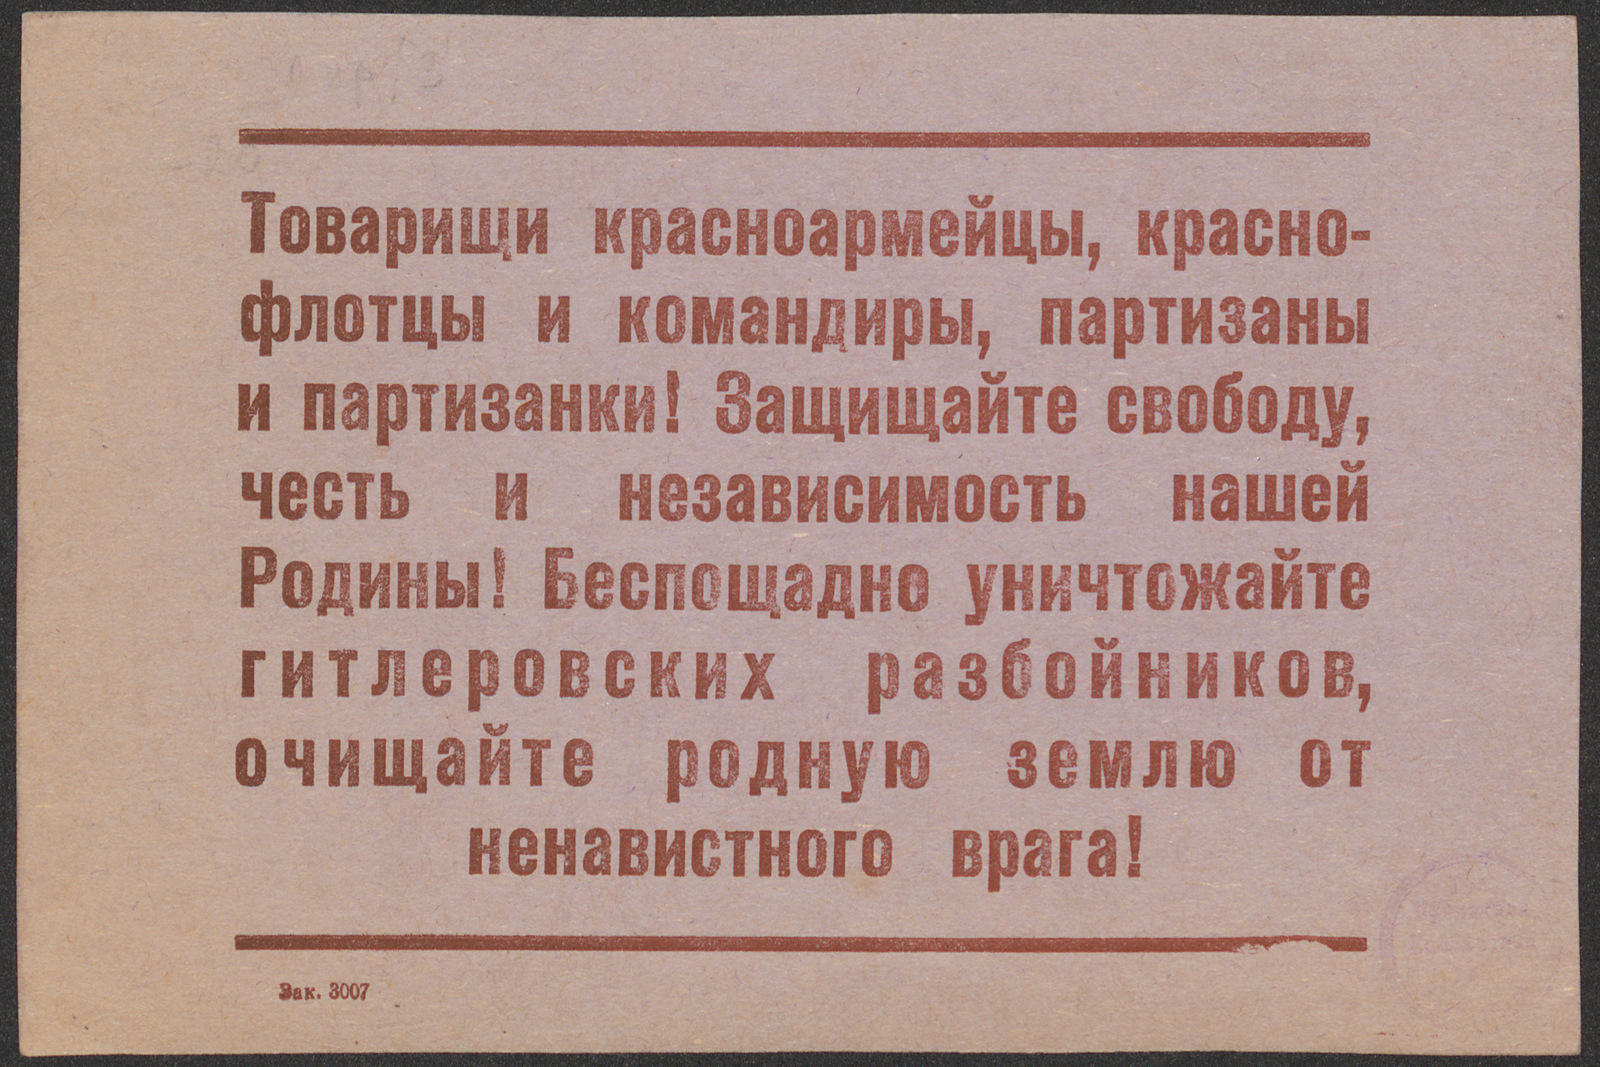 Товарищи красноармейцы, красно-
флотцы и командиры, партизаны
и партизанки! Защищайте свободу,
честь и независимость нашей
Родины! Беспощадно уничтожайте
гитлеровских разбойников,
очищайте родную землю от
ненавистного врага!
Зак. 3007